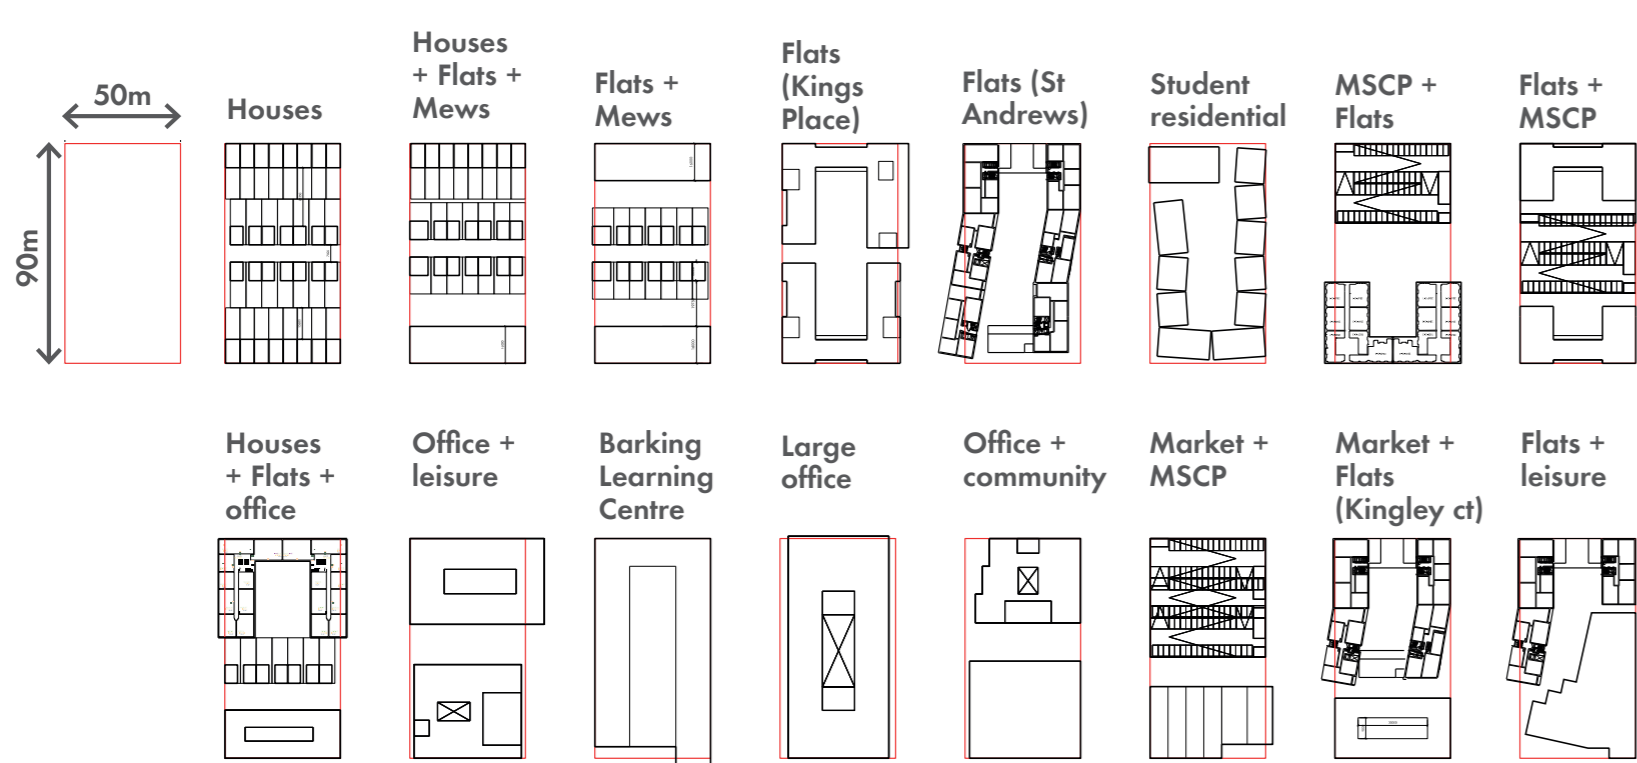 50m
90m
Houses
Houses
+ Flats +
Mews
Flats +
Mews
Flats
(Kings
Place)
Flats (St
Andrews)
Student
residential
MSCP +
Flats
Flats +
MSCP
Houses
+ Flats +
office
Office +
leisure
Barking
Learning
Centre
Large
office
Office +
community
Market +
MSCP
Market +
Flats
(Kingley ct)
Flats +
leisure